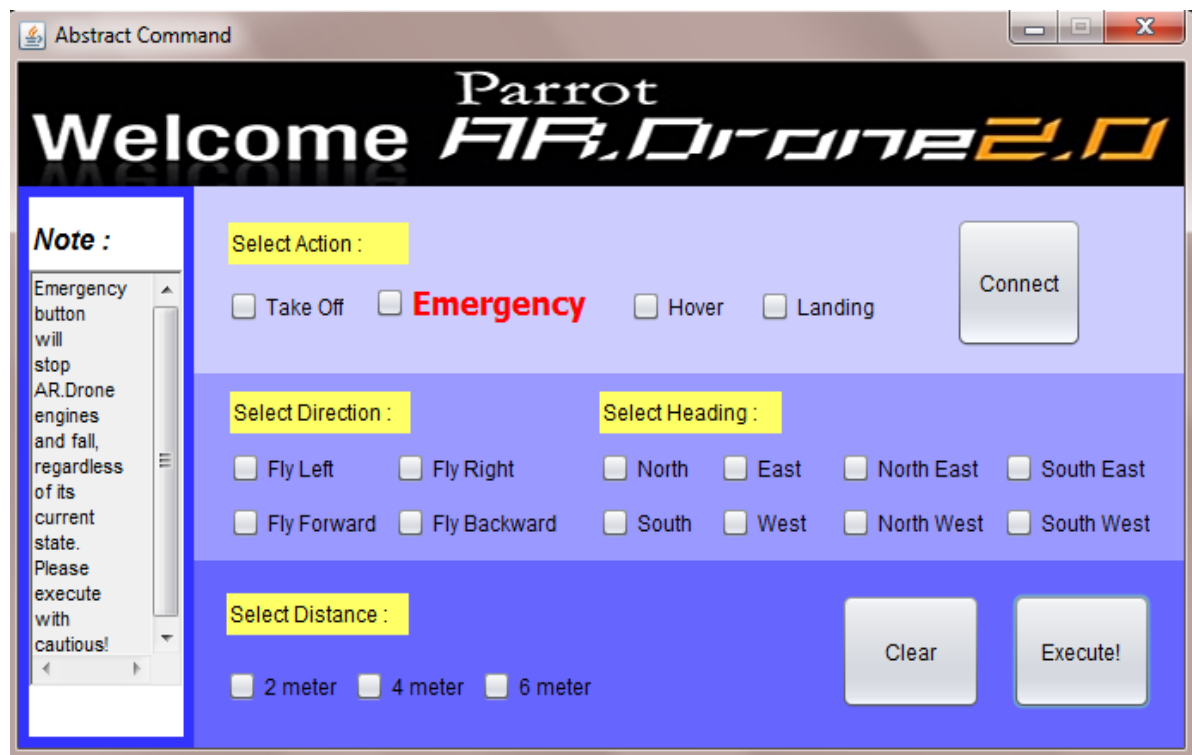 Abstract Command
Parrot
Welcome AR.Drone2.0
Note :
Emergency
button
will
stop
AR.Drone
engines
and fall,
regardless
of its
current
state.
Please
execute
with
cautious!
Select Action :
Take Off Emergency Hover Landing
Connect
Select Direction :
Fly Left Fly Right
Fly Forward Fly Backward
Select Heading :
North East North East South East
South West North West South West
Select Distance :
2 meter 4 meter 6 meter
Clear Execute!